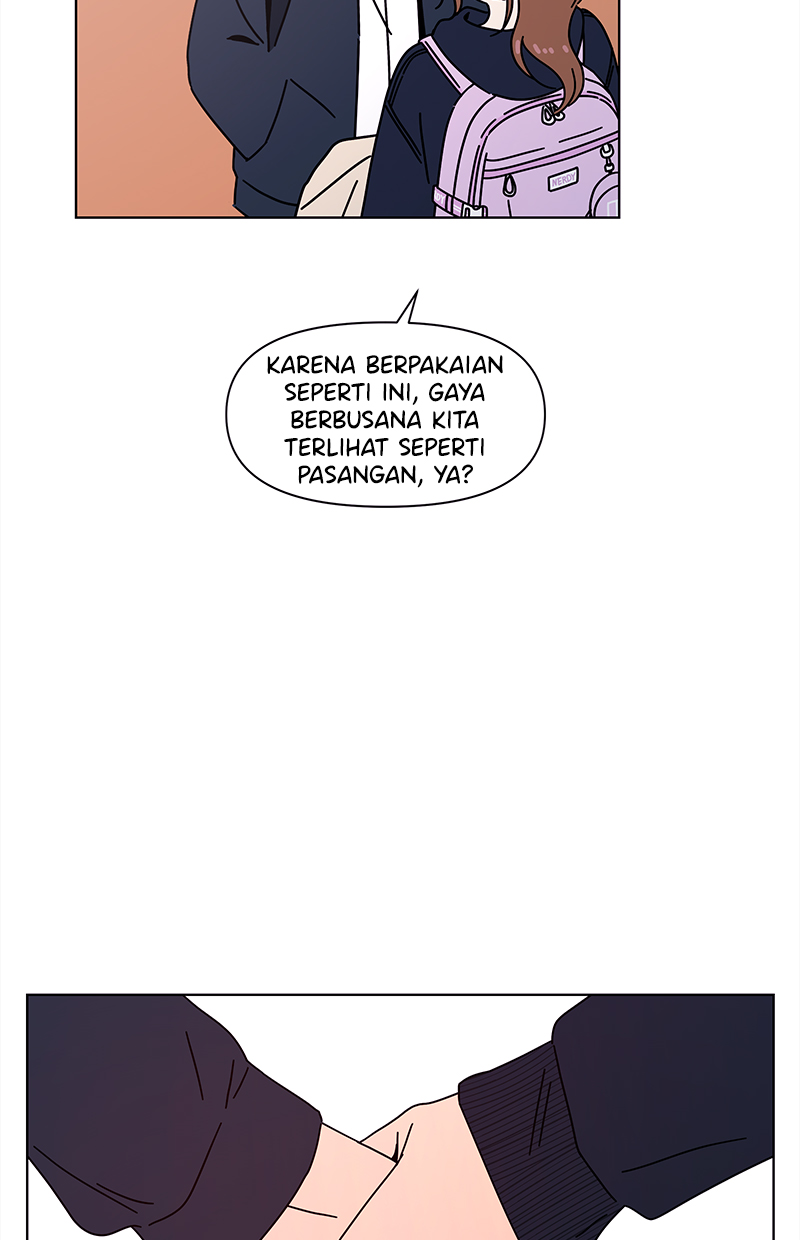 NERDY
KARENA BERPAKAIAN
SEPERTI INI, GAYA
BERBUSANA KITA
TERLIHAT SEPERTI
PASANGAN, YA?